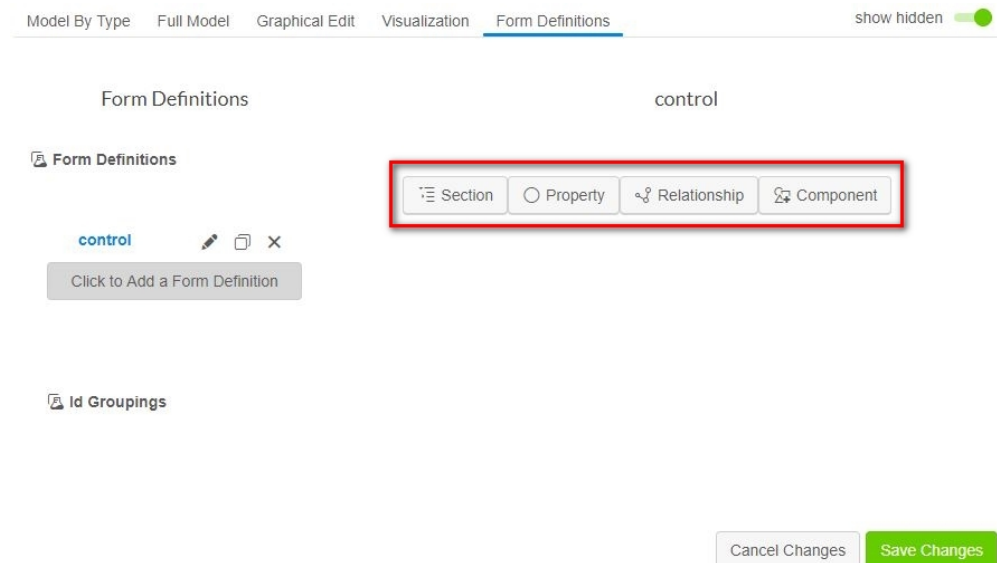 Model By Type Full Model Graphical Edit Visualization Form Definitions show hidden
Form Definitions control
Form Definitions
Section Property Relationship Component
control
Click to Add a Form Definition
Id Groupings
Cancel Changes Save Changes